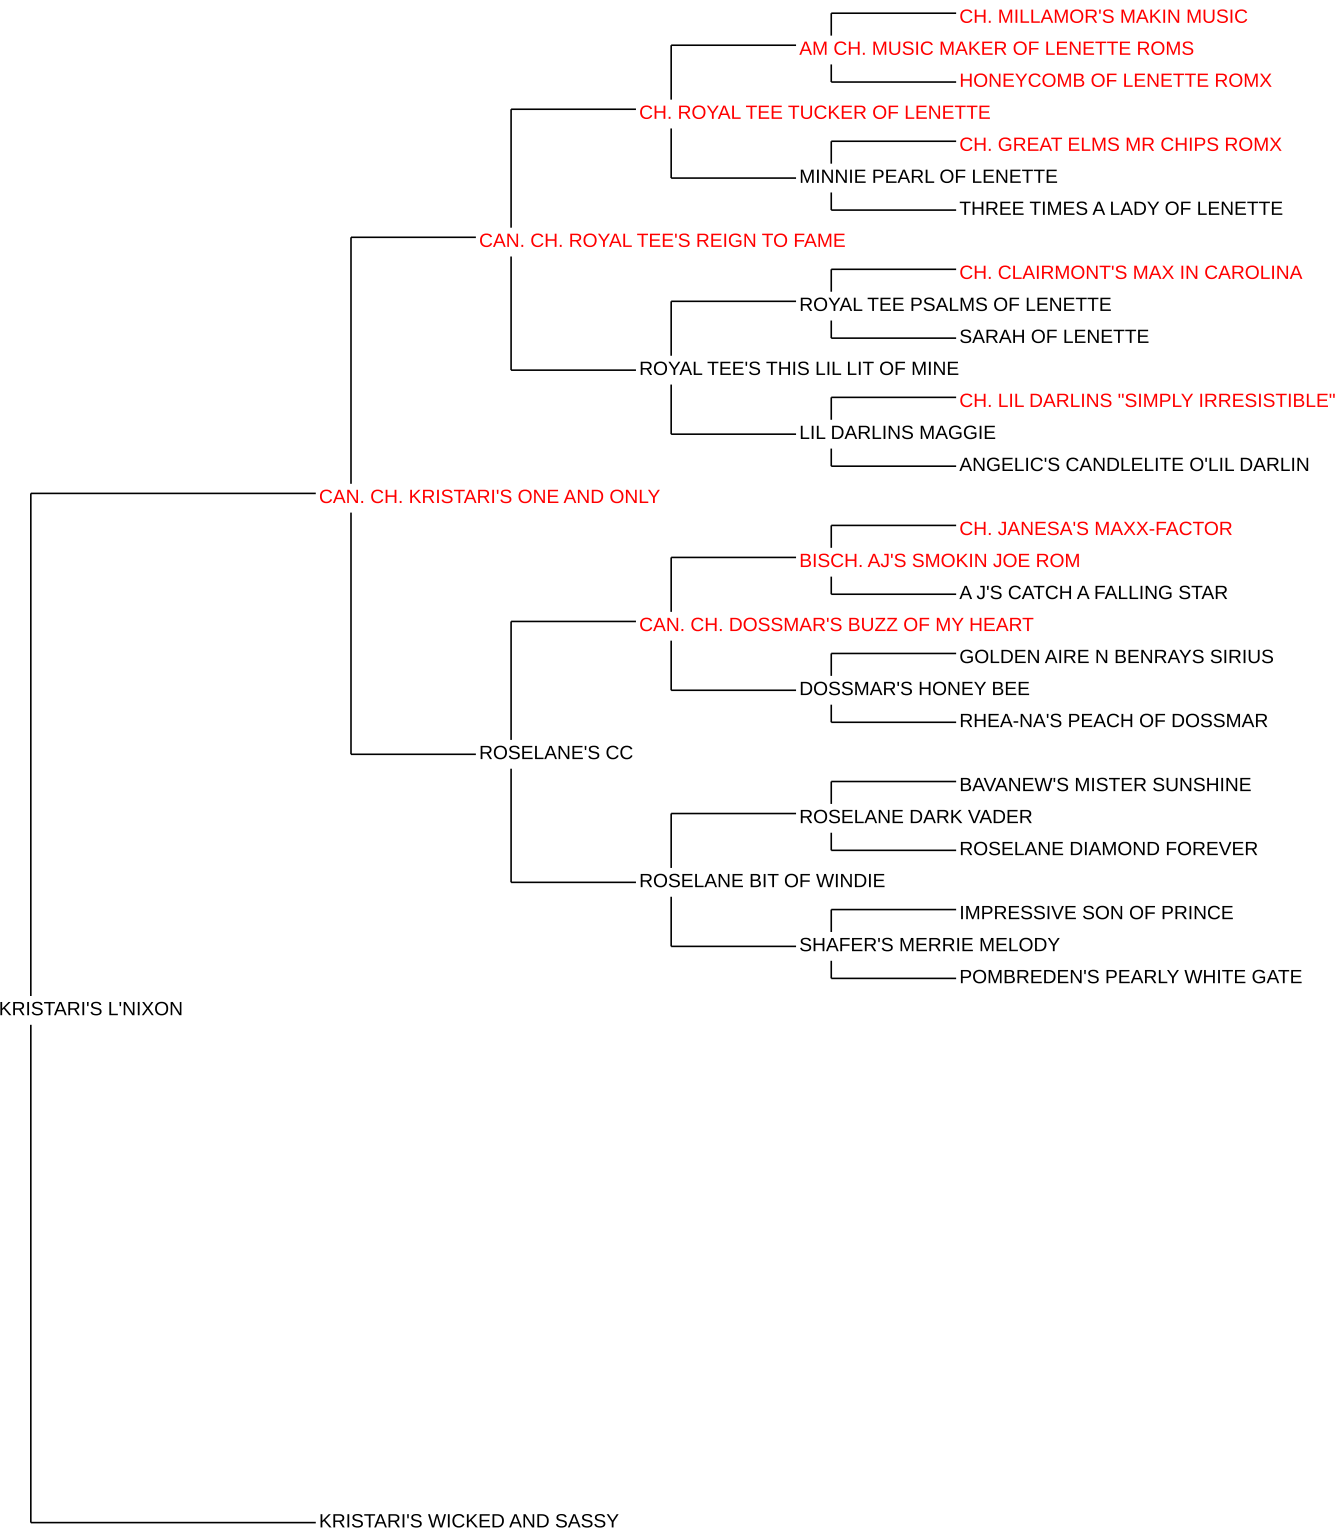 CH. MILLAMOR'S MAKIN MUSIC
AM CH. MUSIC MAKER OF LENETTE ROMS
HONEYCOMB OF LENETTE ROMX
CH. ROYAL TEE TUCKER OF LENETTE
CH. GREAT ELMS MR CHIPS ROMX
MINNIE PEARL OF LENETTE
THREE TIMES A LADY OF LENETTE
CAN. CH. ROYAL TEE'S REIGN TO FAME
CH. CLAIRMONT'S MAX IN CAROLINA
ROYAL TEE PSALMS OF LENETTE
SARAH OF LENETTE
ROYAL TEE'S THIS LIL LIT OF MINE
CH. LIL DARLINS "SIMPLY IRRESISTIBLE"
LIL DARLINS MAGGIE
ANGELIC'S CANDLELITE O'LIL DARLIN
CAN. CH. KRISTARI'S ONE AND ONLY
CH. JANESA'S MAXX-FACTOR
BISCH. AJ'S SMOKIN JOE ROM
A J'S CATCH A FALLING STAR
CAN. CH. DOSSMAR'S BUZZ OF MY HEART
GOLDEN AIRE N BENRAYS SIRIUS
DOSSMAR'S HONEY BEE
RHEA-NA'S PEACH OF DOSSMAR
ROSELANE'S CC
BAVANEW'S MISTER SUNSHINE
ROSELANE DARK VADER
ROSELANE DIAMOND FOREVER
ROSELANE BIT OF WINDIE
IMPRESSIVE SON OF PRINCE
SHAFER'S MERRIE MELODY
POMBREDEN'S PEARLY WHITE GATE
KRISTARI'S L'NIXON
KRISTARI'S WICKED AND SASSY